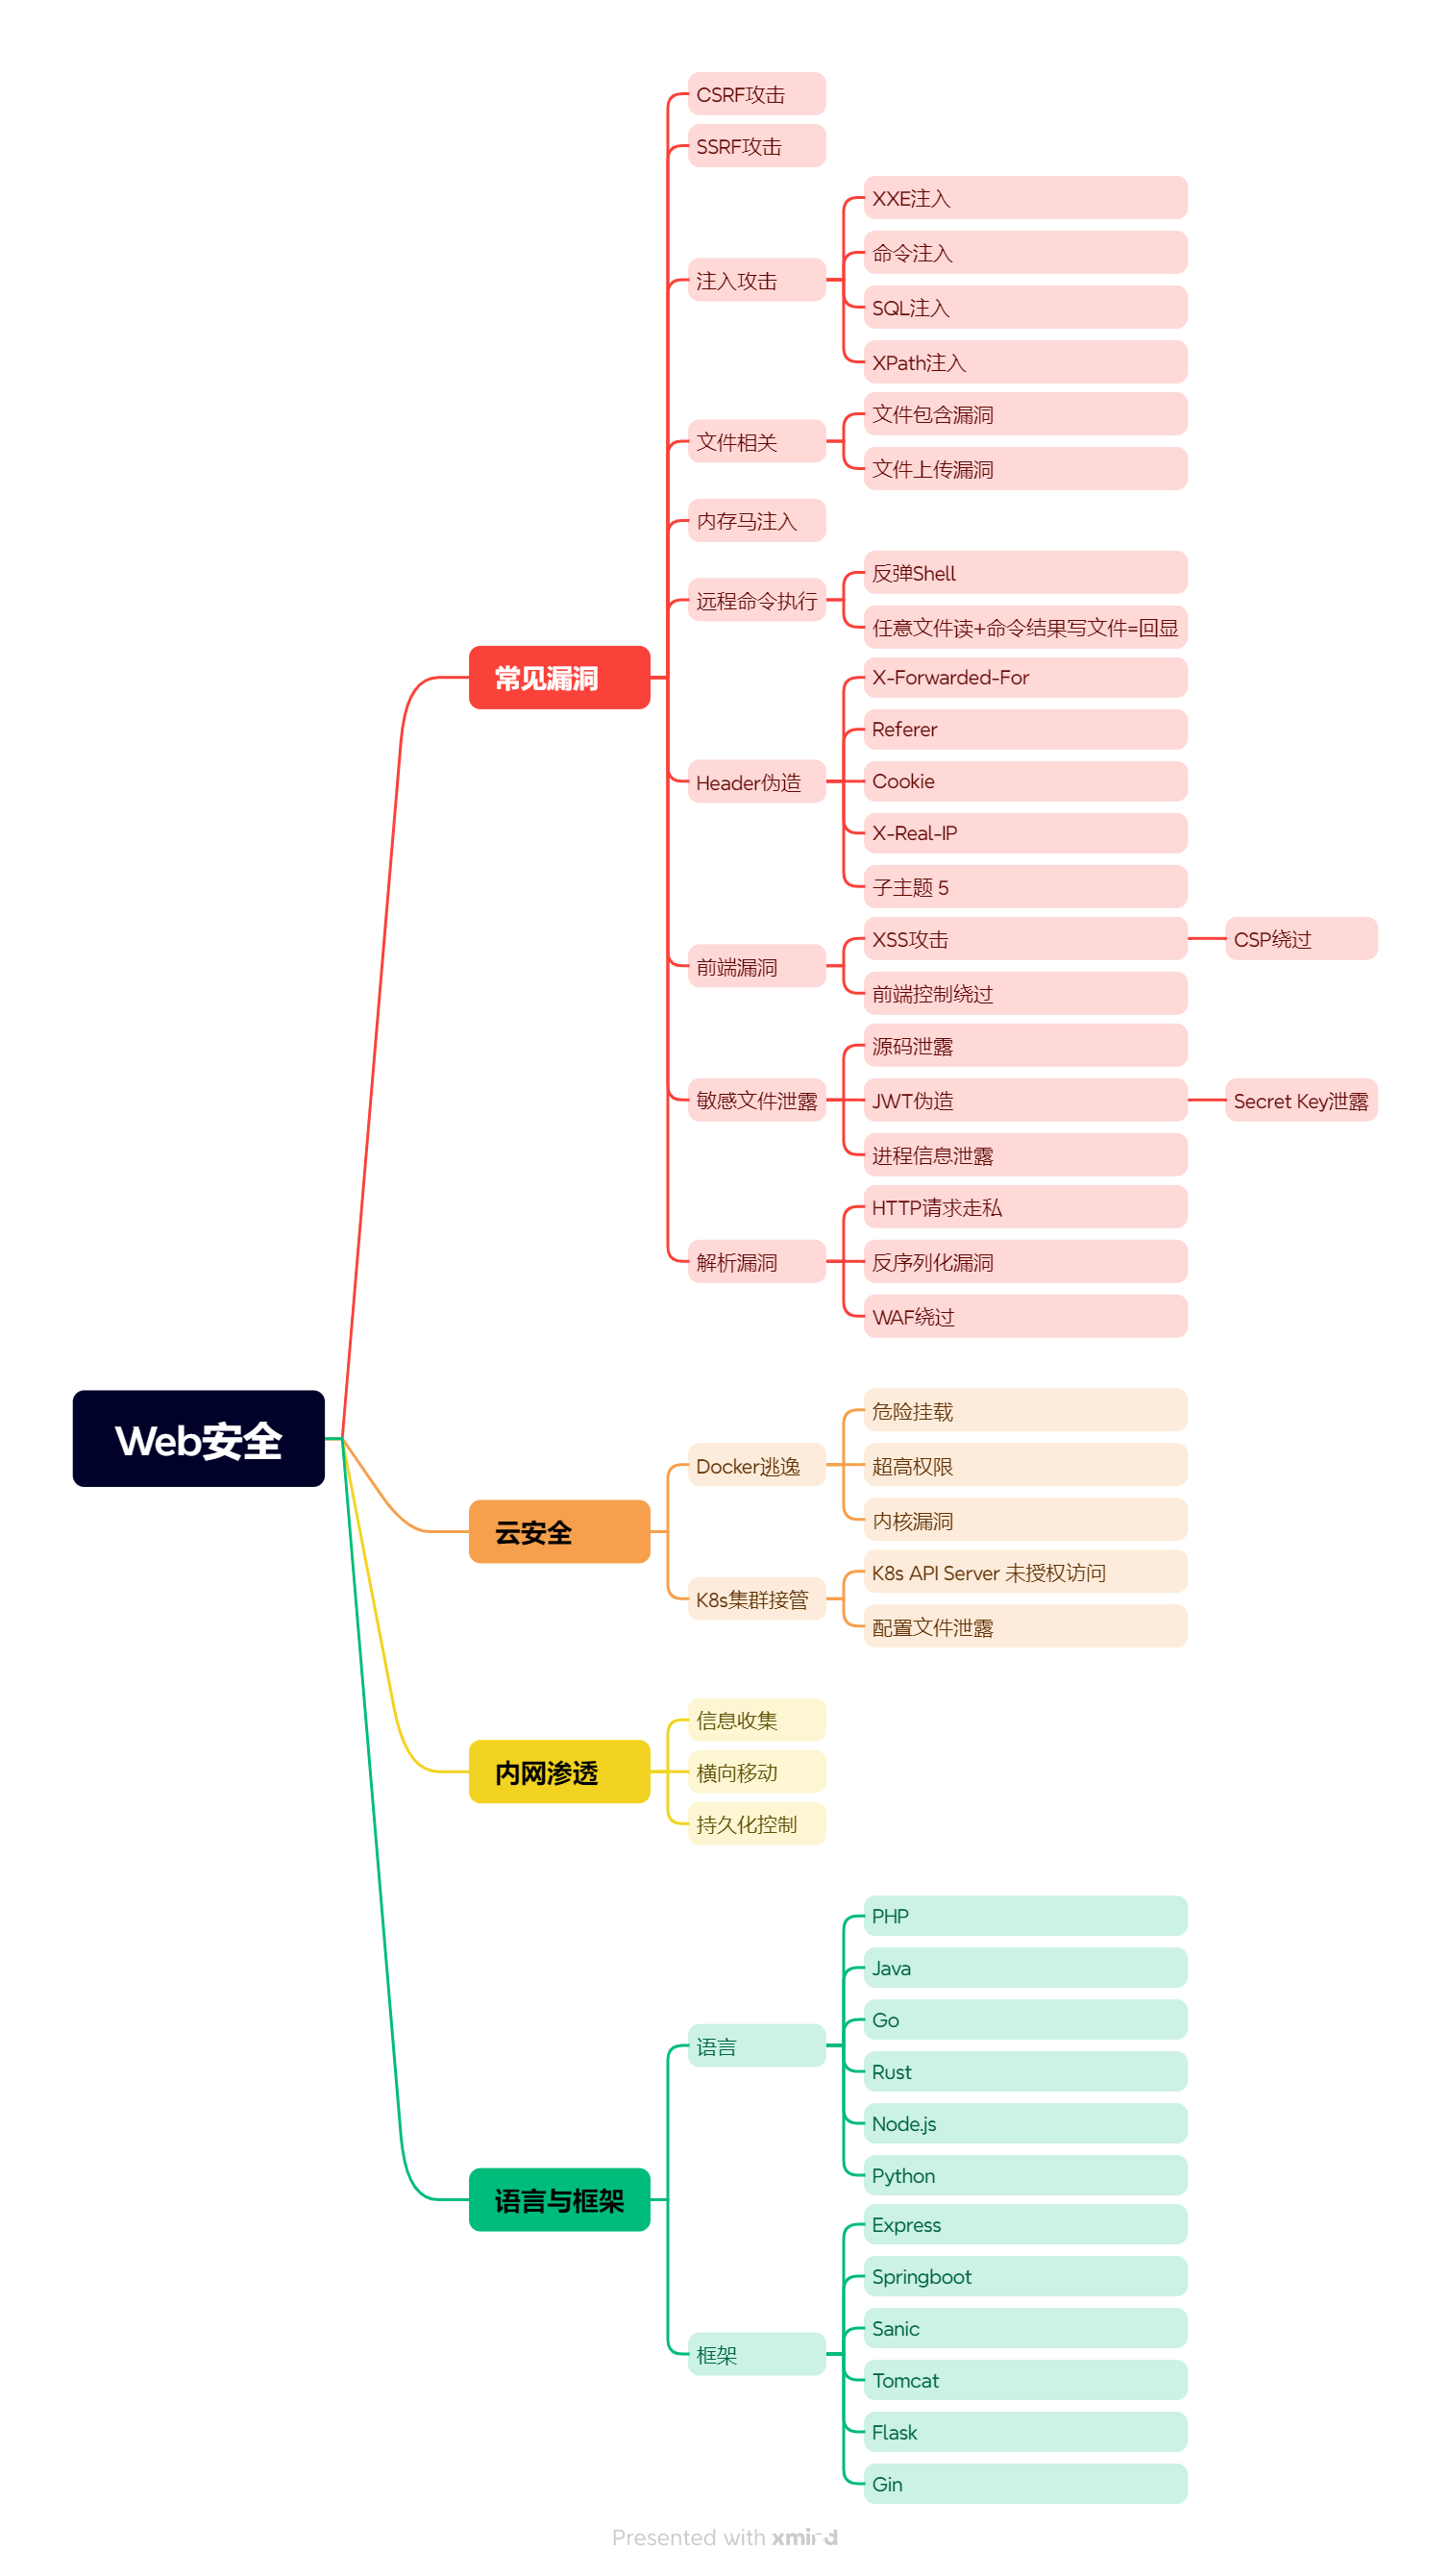 CSRF攻击
SSRF攻击
XXE注入
命令注入
注入攻击
SQL注入
XPath注入
文件包含漏洞
文件相关
文件上传漏洞
内存马注入
反弹Shell
远程命令执行
任意文件读+命令结果写文件=回显
常见漏洞
X-Forwarded-For
Referer
Header伪造
Cookie
X-Real-IP
子主题 5
XSS攻击
CSP绕过
前端漏洞
前端控制绕过
源码泄露
敏感文件泄露
JWT伪造
Secret Key泄露
进程信息泄露
HTTP请求走私
解析漏洞
反序列化漏洞
WAF绕过
Web安全
危险挂载
Docker逃逸
超高权限
内核漏洞
云安全
K8s API Server 未授权访问
K8s集群接管
配置文件泄露
信息收集
内网渗透
横向移动
持久化控制
PHP
Java
Go
语言
Rust
Node.js
Python
语言与框架
Express
Springboot
Sanic
框架
Tomcat
Flask
Gin
Presented with xmind